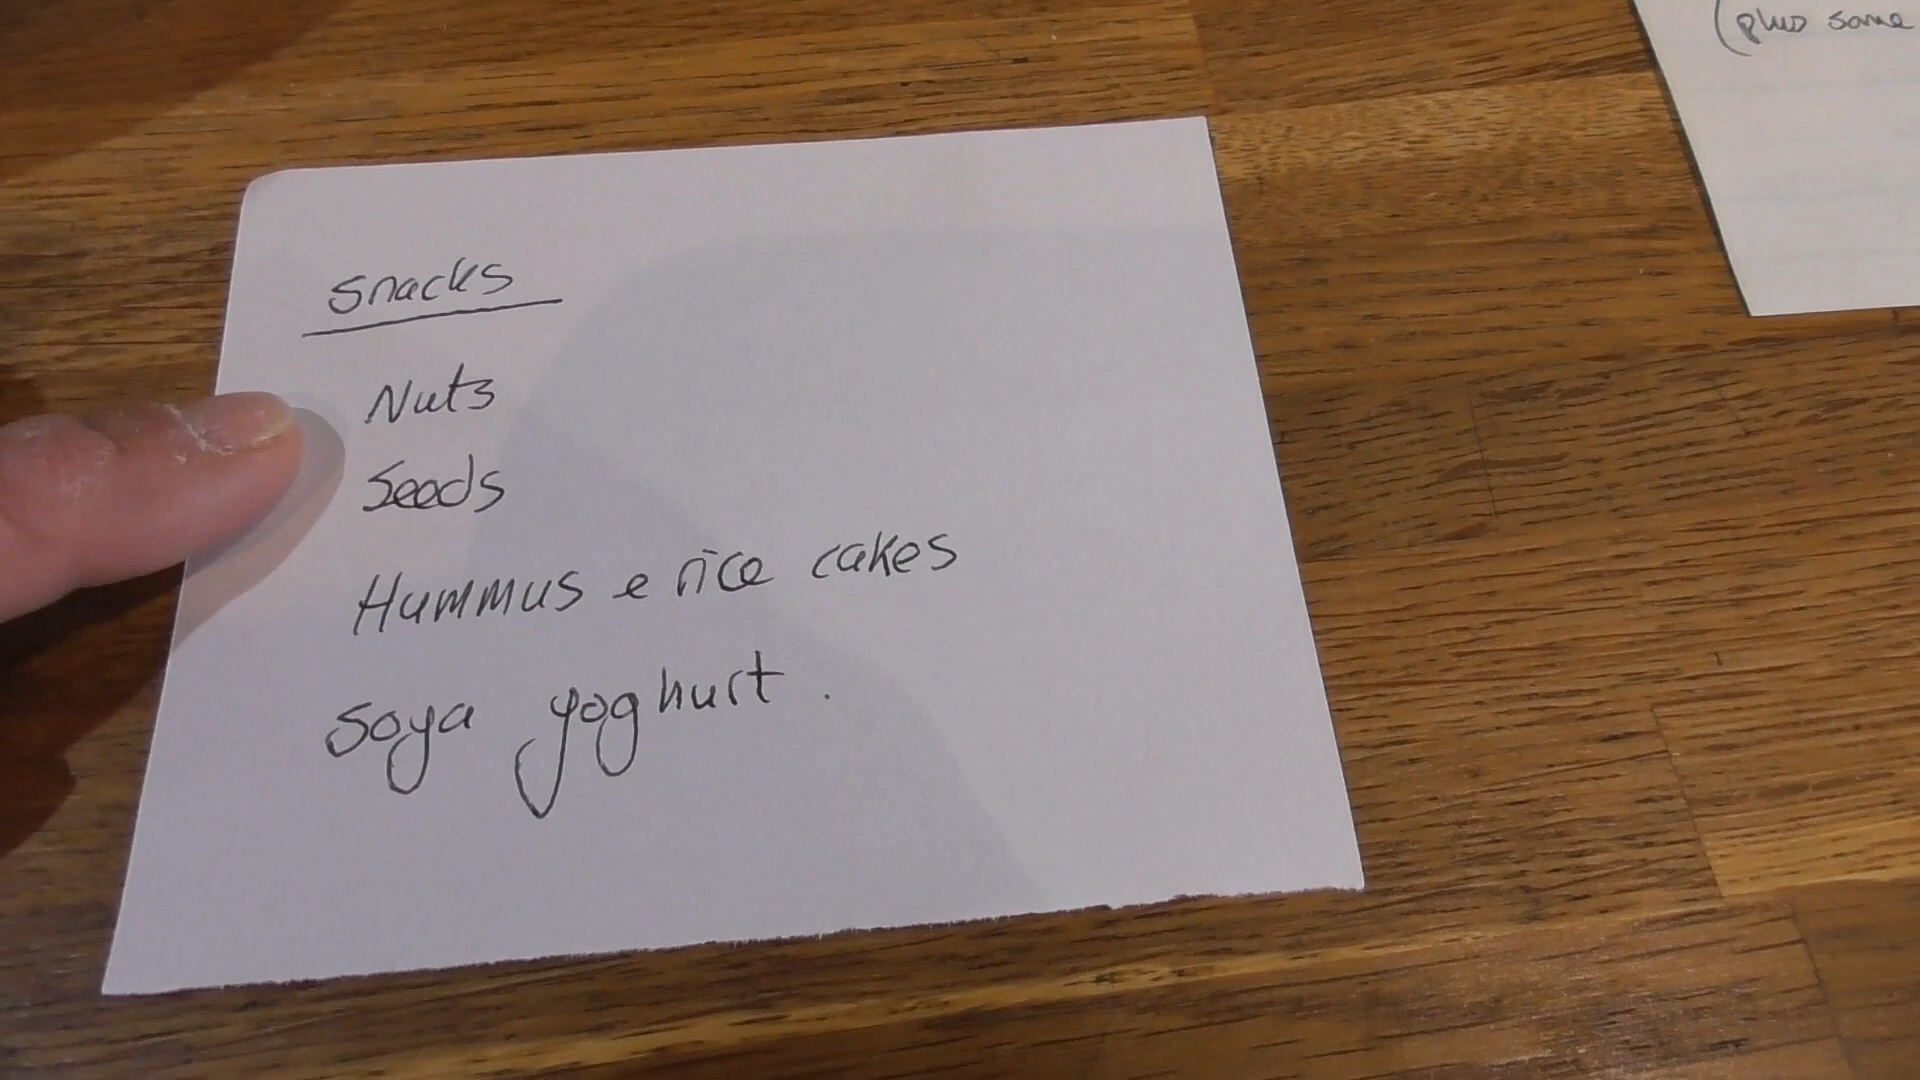 Snacks
Nuts
Seeds
Hummus e rice cakes
Soya yoghurt.
(plus some